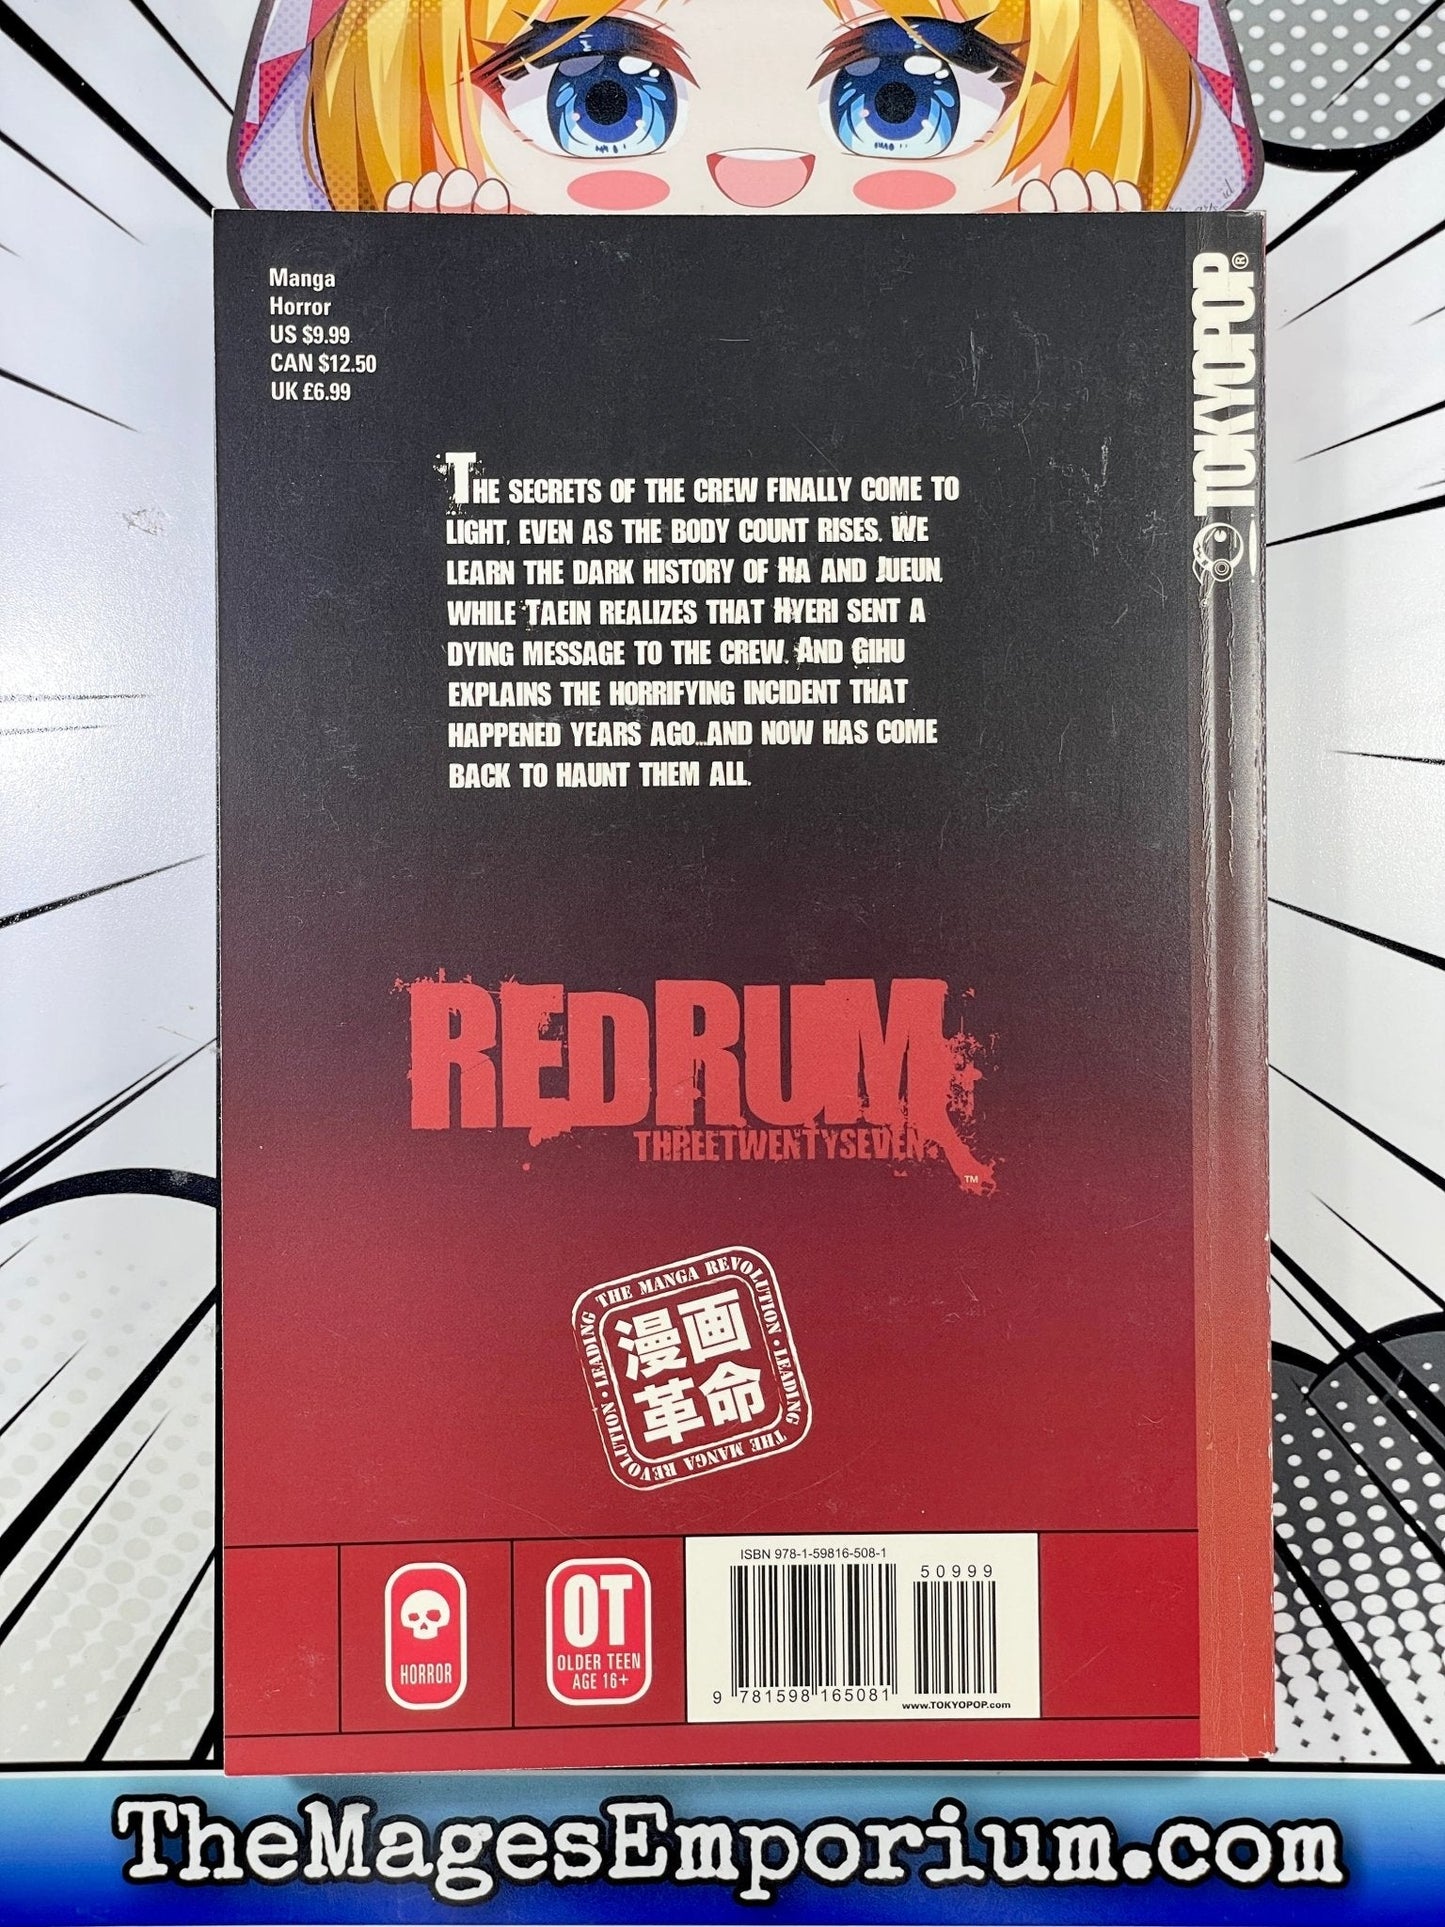 Manga
Horror
US $9.99
CAN $12.50
UK £6.99
TOKYOPOP®
THE SECRETS OF THE CREW FINALLY COME TO
LIGHT, EVEN AS THE BODY COUNT RISES. WE
LEARN THE DARK HISTORY OF HA AND JUEUN,
WHILE TAEIN REALIZES THAT HYERI SENT A
DYING MESSAGE TO THE CREW. AND GIHU
EXPLAINS THE HORRIFYING INCIDENT THAT
HAPPENED YEARS AGO...AND NOW HAS COME
BACK TO HAUNT THEM ALL.
REDRUM
THREETWENTYSEVEN
™
LEADING THE MANGA REVOLUTION • LEADING THE MANGA REVOLUTION •
漫画
革命
HORROR
OT
OLDER TEEN
AGE 16+
ISBN 978-1-59816-508-1
50999
9 781598 165081
www.TOKYOPOP.com
TheMagesEmporium.com